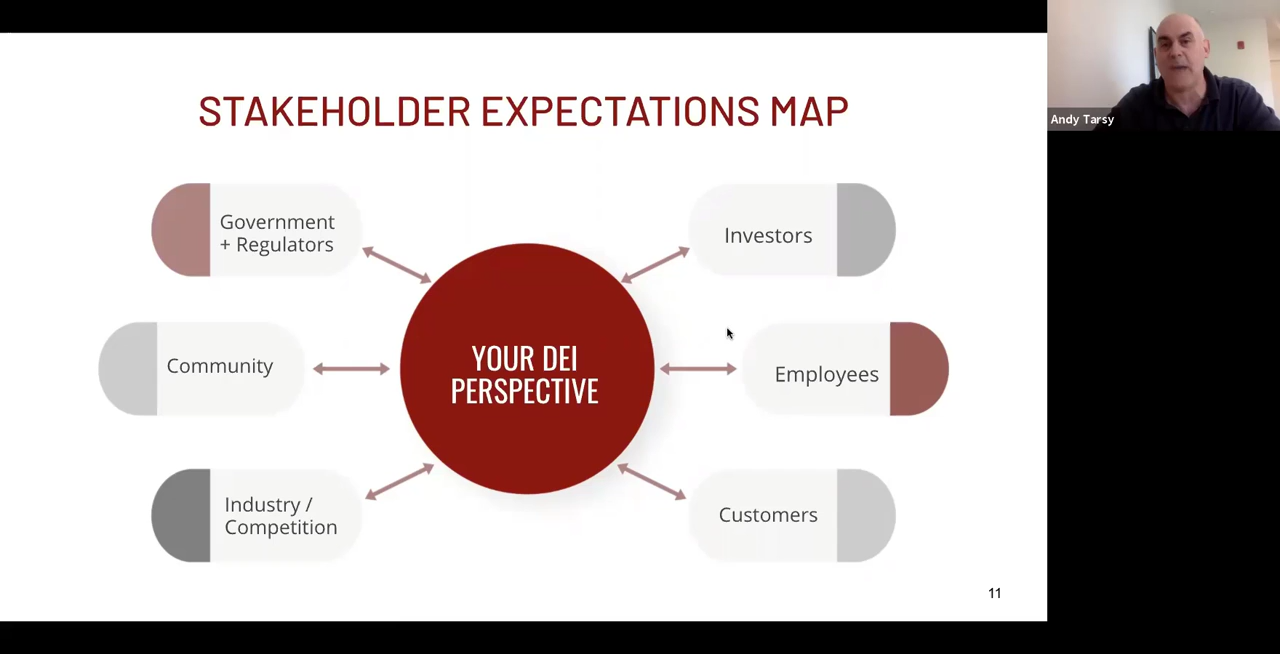 STAKEHOLDER EXPECTATIONS MAP
Andy Tarsy
Government
+ Regulators
Investors
YOUR DEI
PERSPECTIVE
Community
Employees
Industry /
Competition
Customers
11